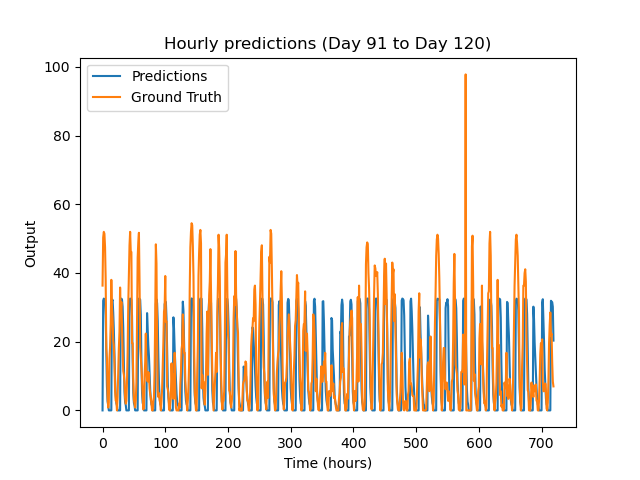 Hourly predictions (Day 91 to Day 120)
Predictions
Ground Truth
Output
100
80
60
40
20
0
0 100 200 300 400 500 600 700
Time (hours)